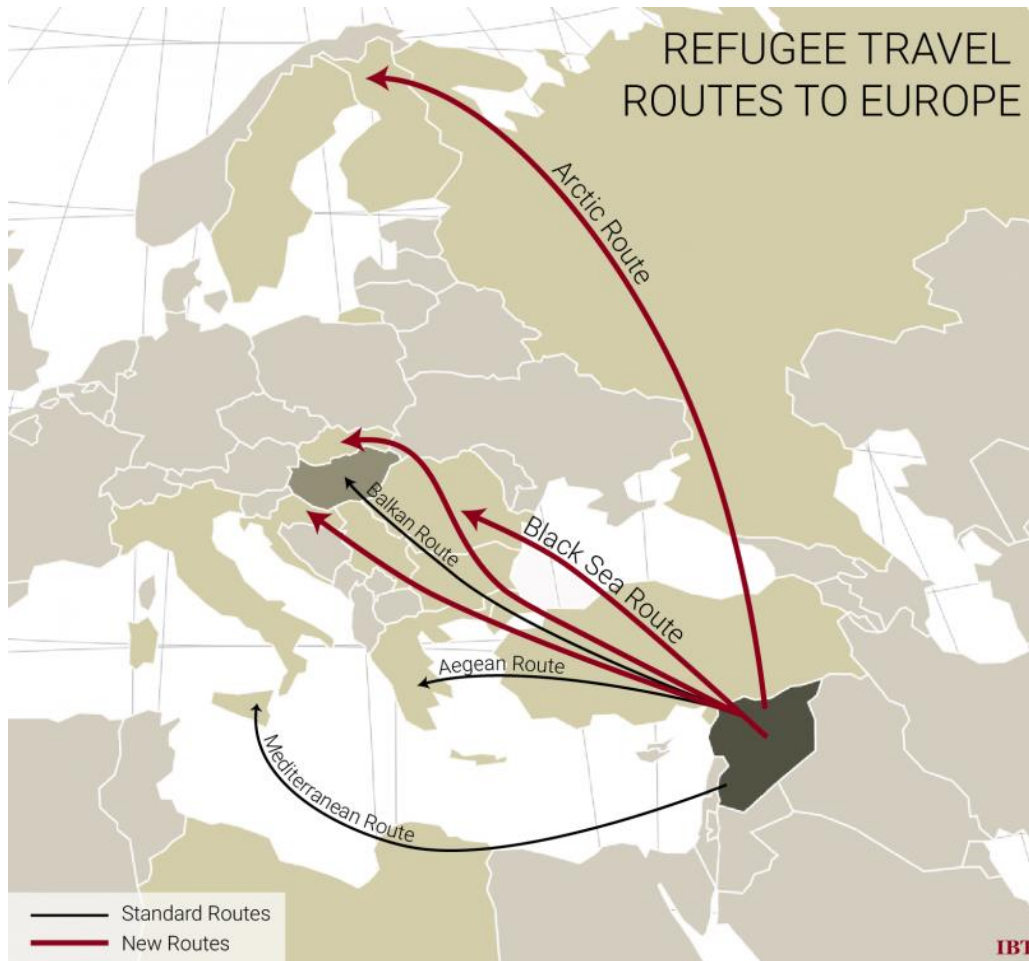 REFUGEE TRAVEL
ROUTES TO EUROPE
Arctic Route
Balkan Route
Black Sea Route
Aegean Route
Mediterranean Route
Standard Routes
New Routes
IBT